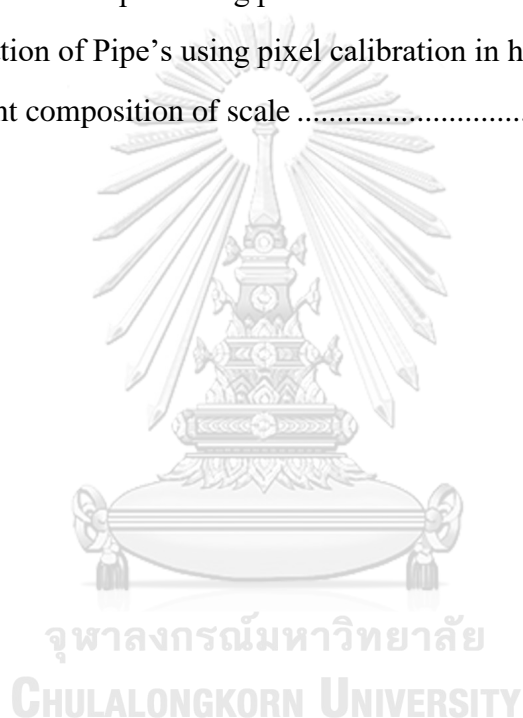 tion of Pipe's using pixel calibration in h
nt composition of scale ............................
จุฬาลงกรณ์มหาวิทยาลัย
CHULALONGKORN UNIVERSITY